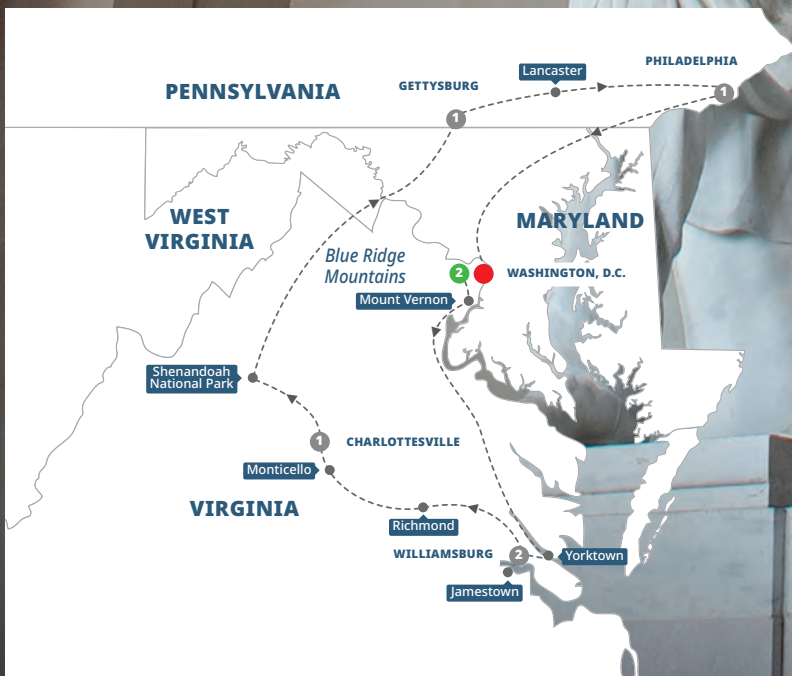 PHILADELPHIA
Lancaster
GETTYSBURG
PENNSYLVANIA
1
1
WEST
VIRGINIA
MARYLAND
Blue Ridge
Mountains
2
WASHINGTON, D.C.
Mount Vernon
Shenandoah
National Park
1
CHARLOTTESVILLE
Monticello
VIRGINIA
Richmond
WILLIAMSBURG
2
Yorktown
Jamestown